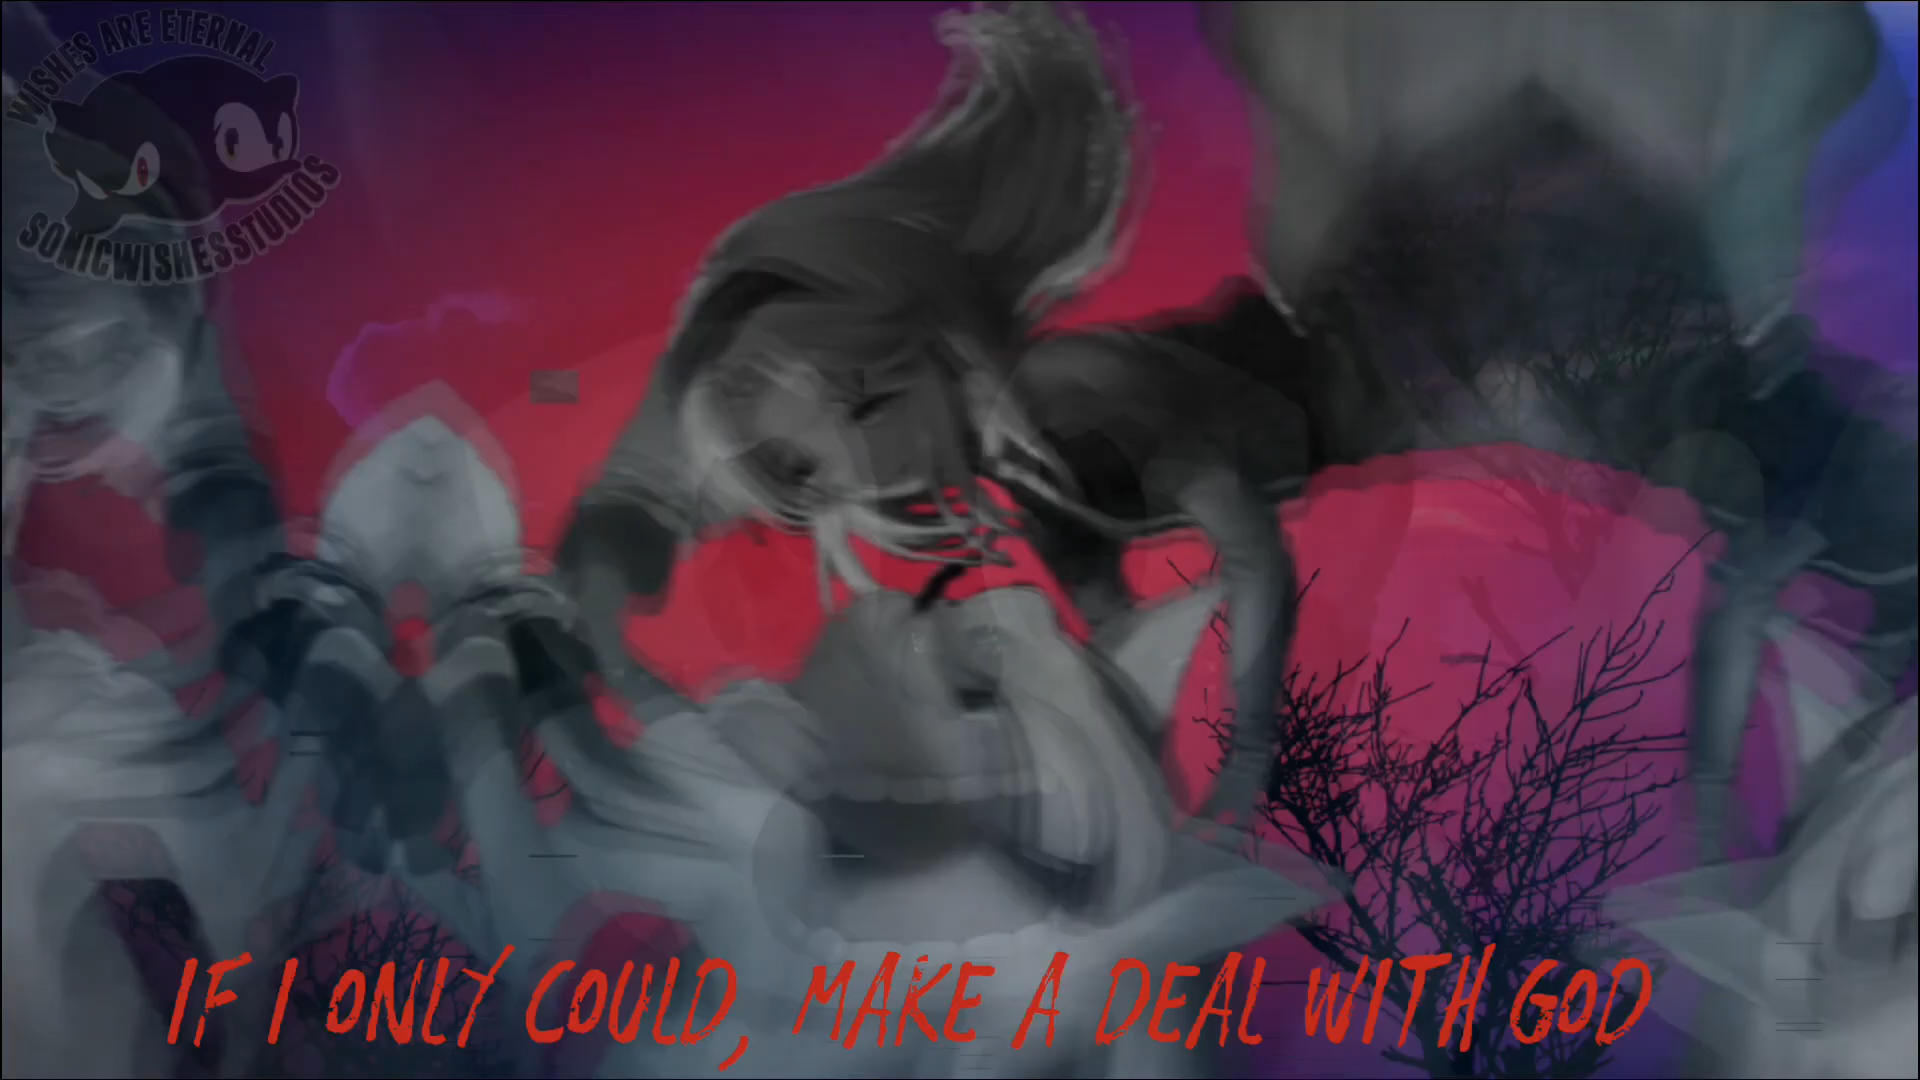 WISHES ARE ETERNAL
SONICWISHESSTUDIOS
IF I ONLY COULD, MAKE A DEAL WITH GOD